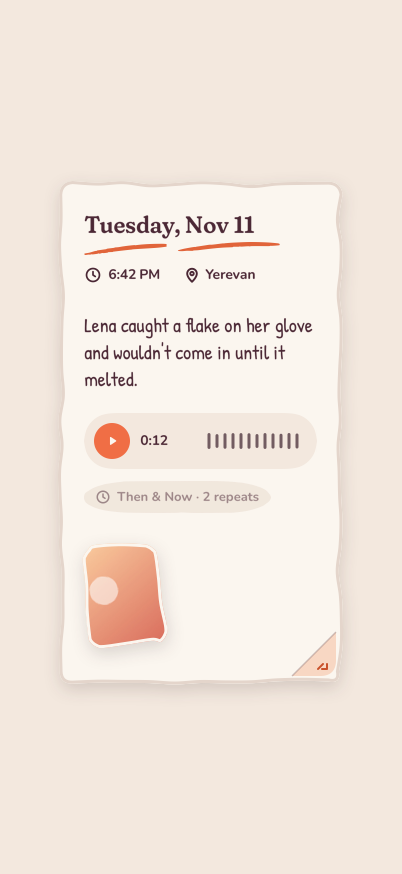 Tuesday, Nov 11
6:42 PM Yerevan
Lena caught a flake on her glove
and wouldn't come in until it
melted.
0:12
Then & Now · 2 repeats